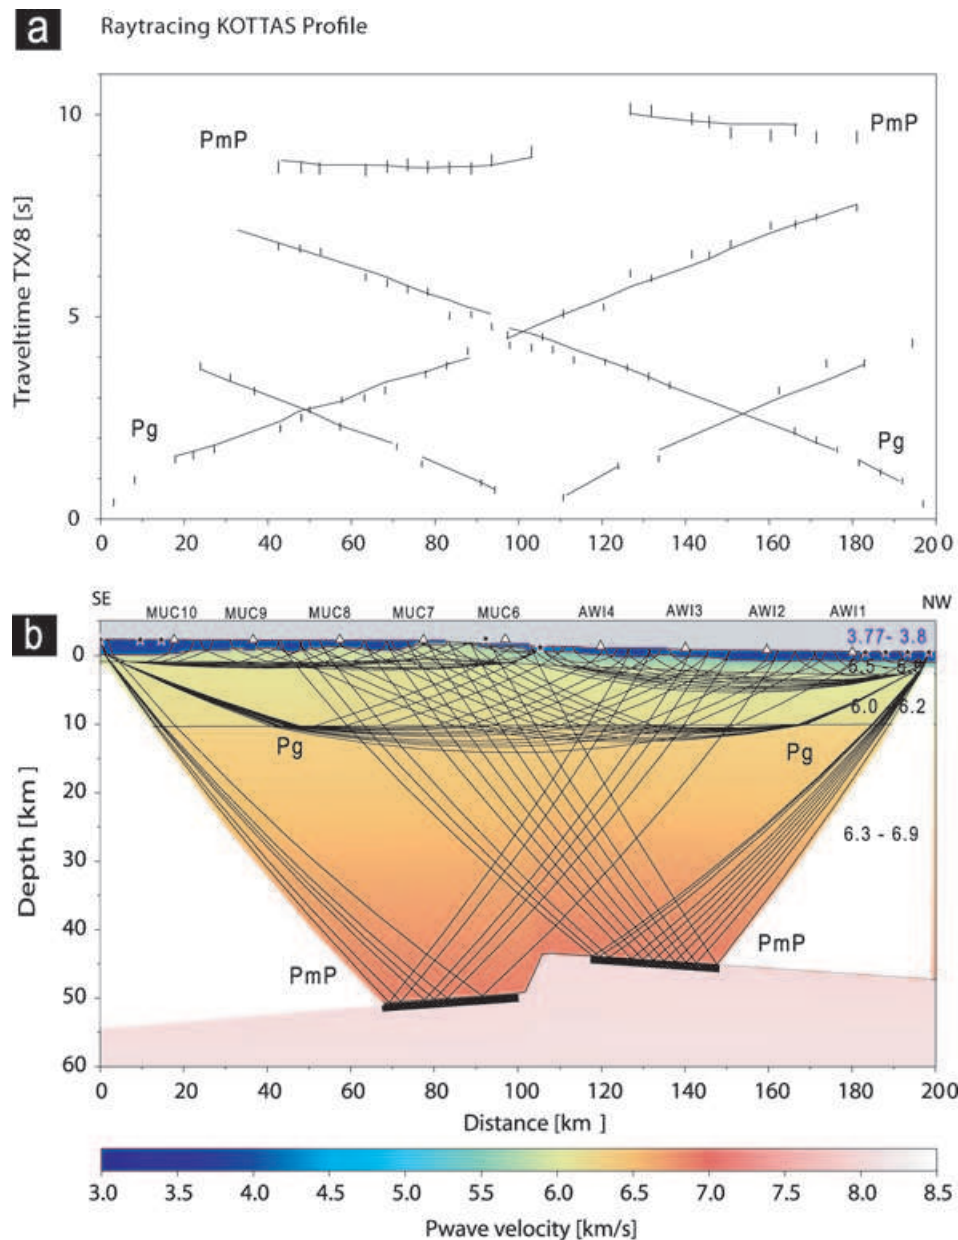 a Raytracing KOTTAS Profile
10
PmP
PmP
Traveltime TX/8 [s]
5
Pg
Pg
0
0 20 40 60 80 100 120 140 160 180 20 0
SE NW
MUC10 MUC9 MUC8 MUC7 MUC6 AWI4 AWI3 AWI2 AWI1
b
3.77- 3.8
0
6.0 6.2
10
Pg Pg
20
Depth [km]
30
6.3 - 6.9
40
PmP
PmP
50
60
0 20 40 60 80 100 120 140 160 180 200
Distance [km ]
3.0 3.5 4.0 4.5 5.0 5.5 6.0 6.5 7.0 7.5 8.0 8.5
Pwave velocity [km/s]